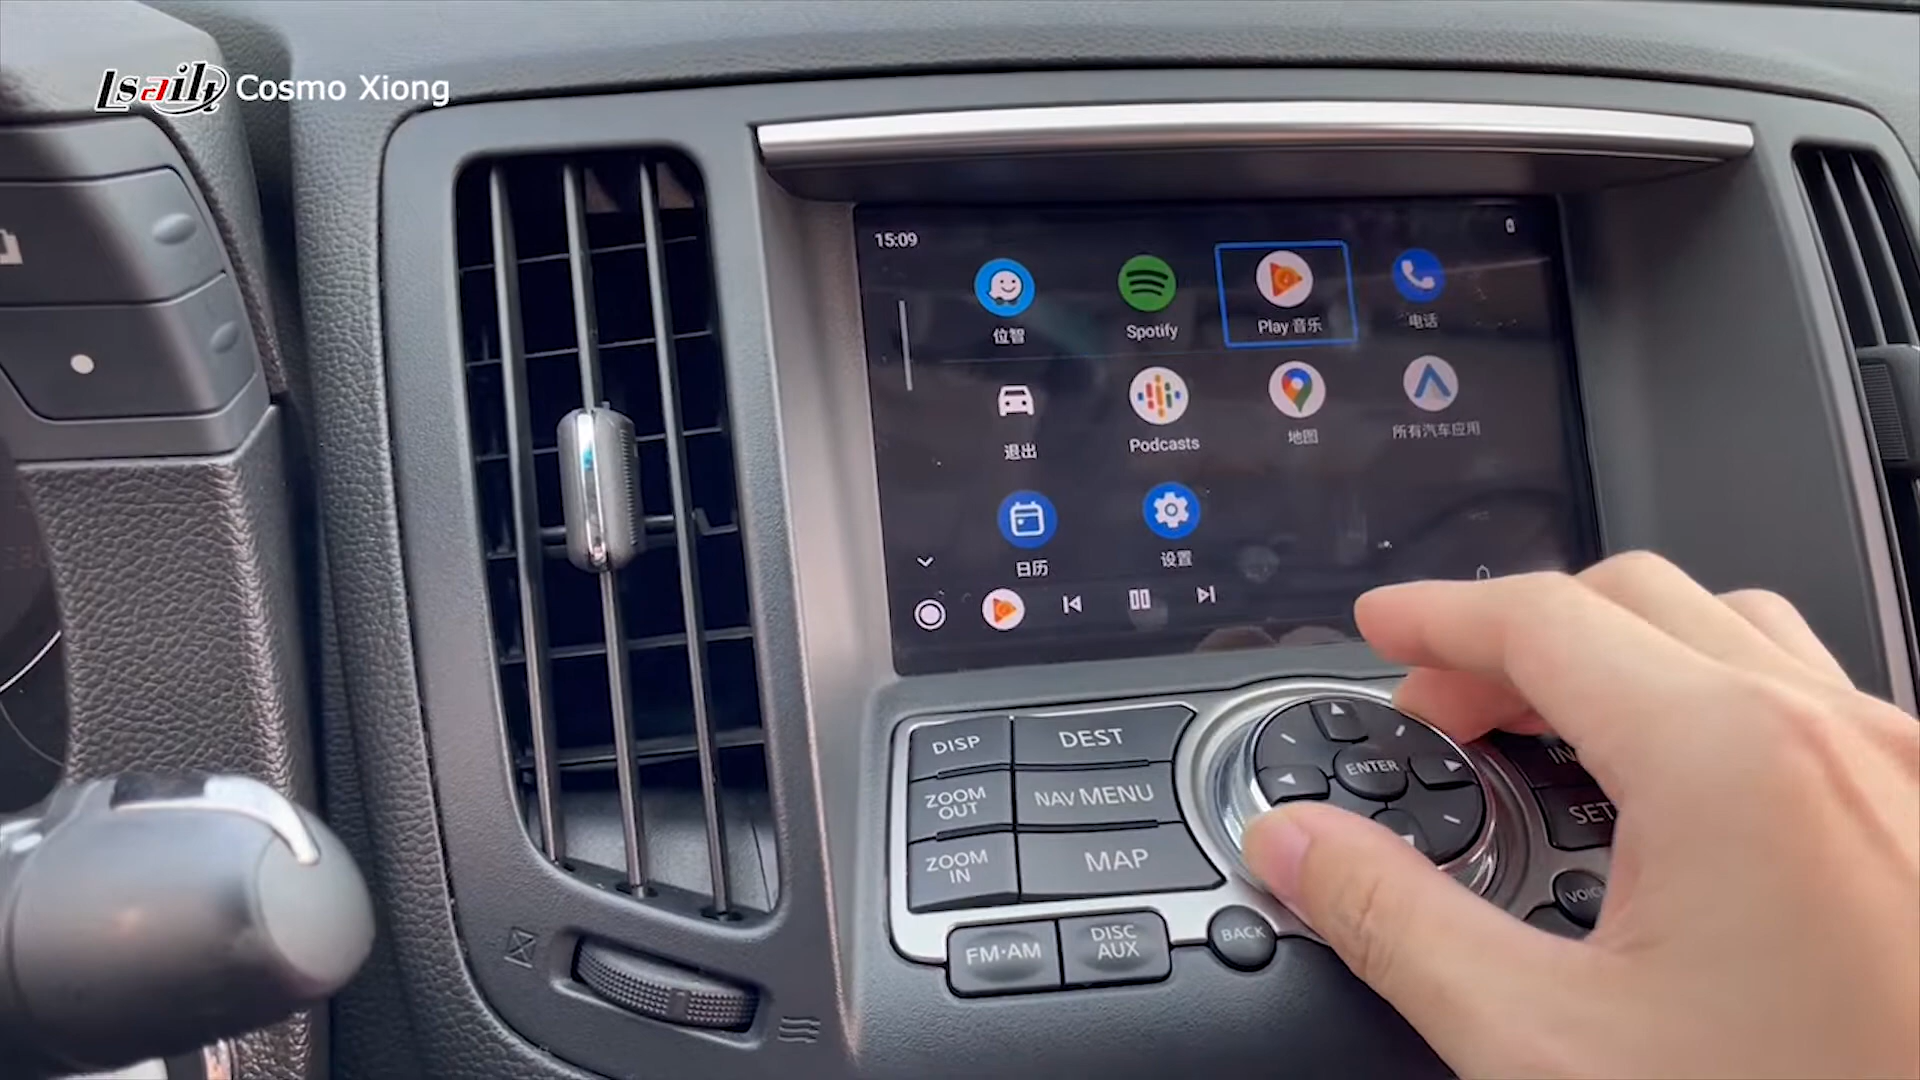 Lsailt Cosmo Xiong
15:09
位智
Spotify
Play 音乐
电话
退出
Podcasts
地图
所有汽车应用
日历
设置
DISP
DEST
ZOOM OUT
NAV MENU
ENTER
SET
ZOOM IN
MAP
VOICE
FM·AM
DISC AUX
BACK